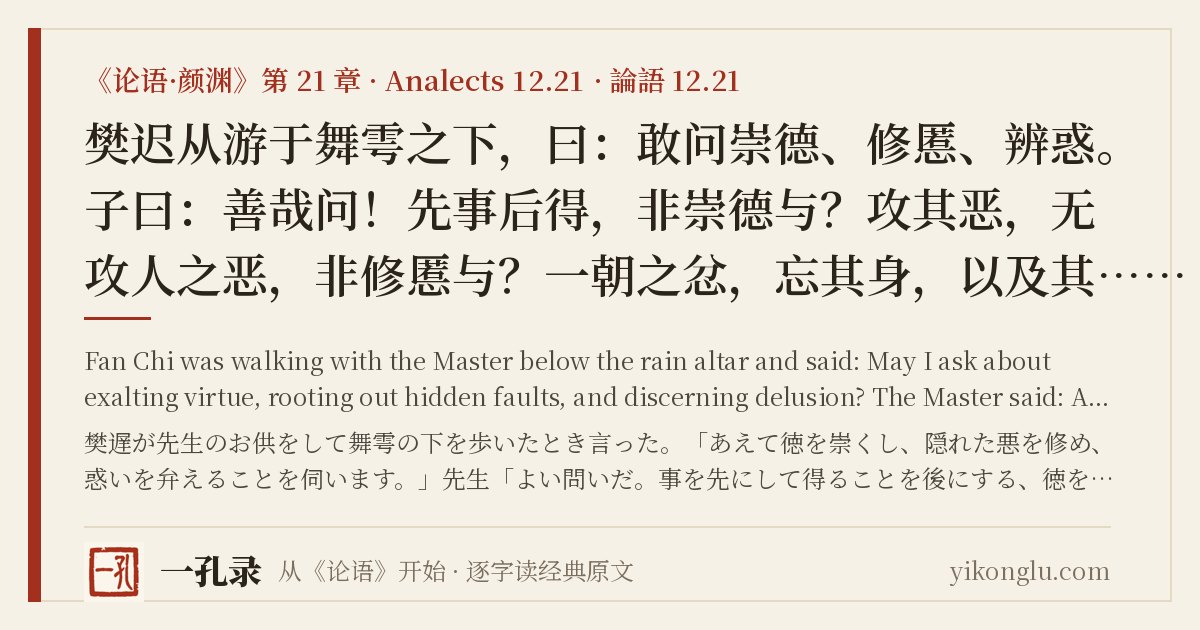 《论语·颜渊》第 21 章 · Analects 12.21 · 論語 12.21
樊迟从游于舞雩之下，曰：敢问崇德、修慝、辨惑。
子曰：善哉问！先事后得，非崇德与？攻其恶，无
攻人之恶，非修慝与？一朝之忿，忘其身，以及其……
Fan Chi was walking with the Master below the rain altar and said: May I ask about
exalting virtue, rooting out hidden faults, and discerning delusion? The Master said: A...
樊遅が先生のお供をして舞雩の下を歩いたとき言った。「あえて徳を崇くし、隠れた悪を修め、
惑いを弁えることを伺います。」先生「よい問いだ。事を先にして得ることを後にする、徳を…
一孔
一孔录 从《论语》开始 · 逐字读经典原文 yikonglu.com